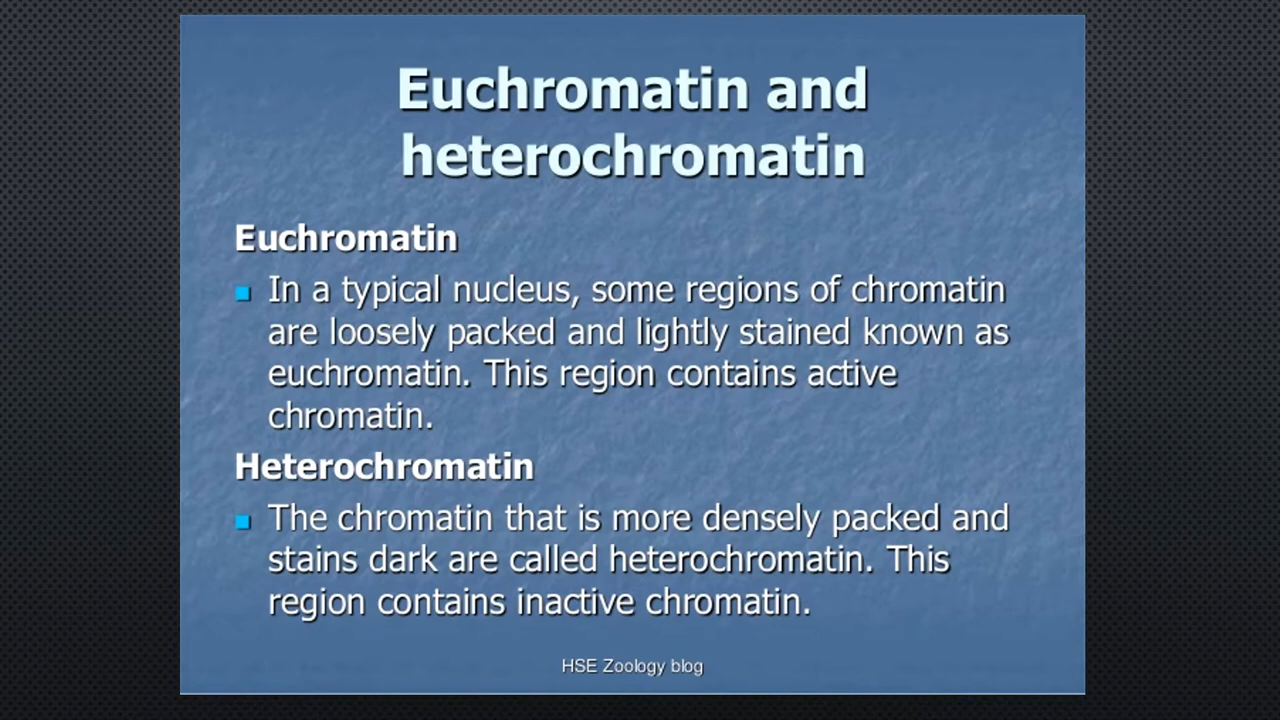 Euchromatin and
heterochromatin
Euchromatin
In a typical nucleus, some regions of chromatin
are loosely packed and lightly stained known as
euchromatin. This region contains active
chromatin.
Heterochromatin
The chromatin that is more densely packed and
stains dark are called heterochromatin. This
region contains inactive chromatin.
HSE Zoology blog